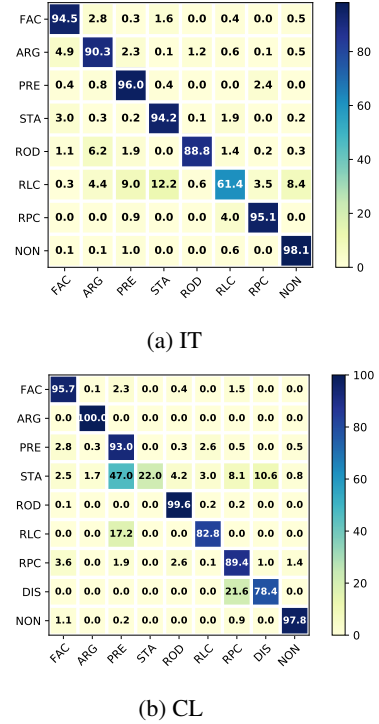 FAC 94.5 2.8 0.3 1.6 0.0 0.4 0.0 0.5
ARG 4.9 90.3 2.3 0.1 1.2 0.6 0.1 0.5
PRE 0.4 0.8 96.0 0.4 0.0 0.0 2.4 0.0
STA 3.0 0.3 0.2 94.2 0.1 1.9 0.0 0.2
ROD 1.1 6.2 1.9 0.0 88.8 1.4 0.2 0.3
RLC 0.3 4.4 9.0 12.2 0.6 61.4 3.5 8.4
RPC 0.0 0.0 0.9 0.0 0.0 4.0 95.1 0.0
NON 0.1 0.1 1.0 0.0 0.0 0.6 0.0 98.1
FAC ARG PRE STA ROD RLC RPC NON
80
60
40
20
0
(a) IT
FAC 95.7 0.1 2.3 0.0 0.4 0.0 1.5 0.0 0.0
ARG 0.0 100.0 0.0 0.0 0.0 0.0 0.0 0.0 0.0
PRE 2.8 0.3 93.0 0.0 0.3 2.6 0.5 0.0 0.5
STA 2.5 1.7 47.0 22.0 4.2 3.0 8.1 10.6 0.8
ROD 0.1 0.0 0.0 0.0 99.6 0.2 0.2 0.0 0.0
RLC 0.0 0.0 17.2 0.0 0.0 82.8 0.0 0.0 0.0
RPC 3.6 0.0 1.9 0.0 2.6 0.1 89.4 1.0 1.4
DIS 0.0 0.0 0.0 0.0 0.0 0.0 21.6 78.4 0.0
NON 1.1 0.0 0.2 0.0 0.0 0.0 0.9 0.0 97.8
FAC ARG PRE STA ROD RLC RPC DIS NON
100
80
60
40
20
0
(b) CL